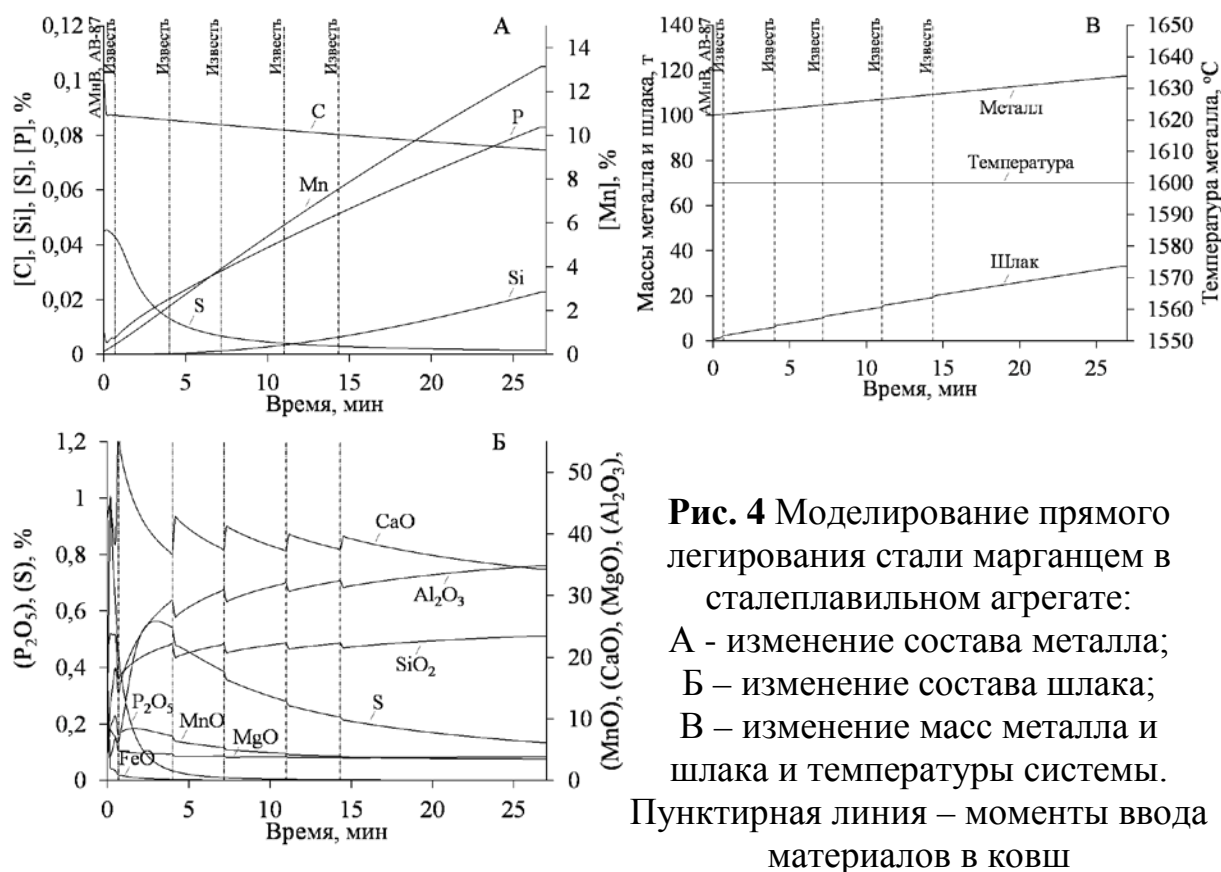 А
0,12
0,1
0,08
0,06
0,04
0,02
0
[C], [Si], [S], [P], %
АМнВ, АВ-87
Известь
Известь
Известь
Известь
Известь
C
P
Mn
S
Si
14
12
10
8
6
4
2
0
[Mn], %
0 5 10 15 20 25
Время, мин
В
140
120
100
80
60
40
20
0
Массы металла и шлака, т
АМнВ, АВ-87
Известь
Известь
Известь
Известь
Известь
Металл
Температура
Шлак
1650
1640
1630
1620
1610
1600
1590
1580
1570
1560
1550
Температура металла, °С
0 5 10 15 20 25
Время, мин
Б
1,2
1
0,8
0,6
0,4
0,2
0
(P₂O₅), (S), %
CaO
Al₂O₃
SiO₂
S
P₂O₅
MnO
MgO
FeO
50
40
30
20
10
0
(MnO), (CaO), (MgO), (Al₂O₃),
0 5 10 15 20 25
Время, мин
Рис. 4 Моделирование прямого
легирования стали марганцем в
сталеплавильном агрегате:
А - изменение состава металла;
Б – изменение состава шлака;
В – изменение масс металла и
шлака и температуры системы.
Пунктирная линия – моменты ввода
материалов в ковш